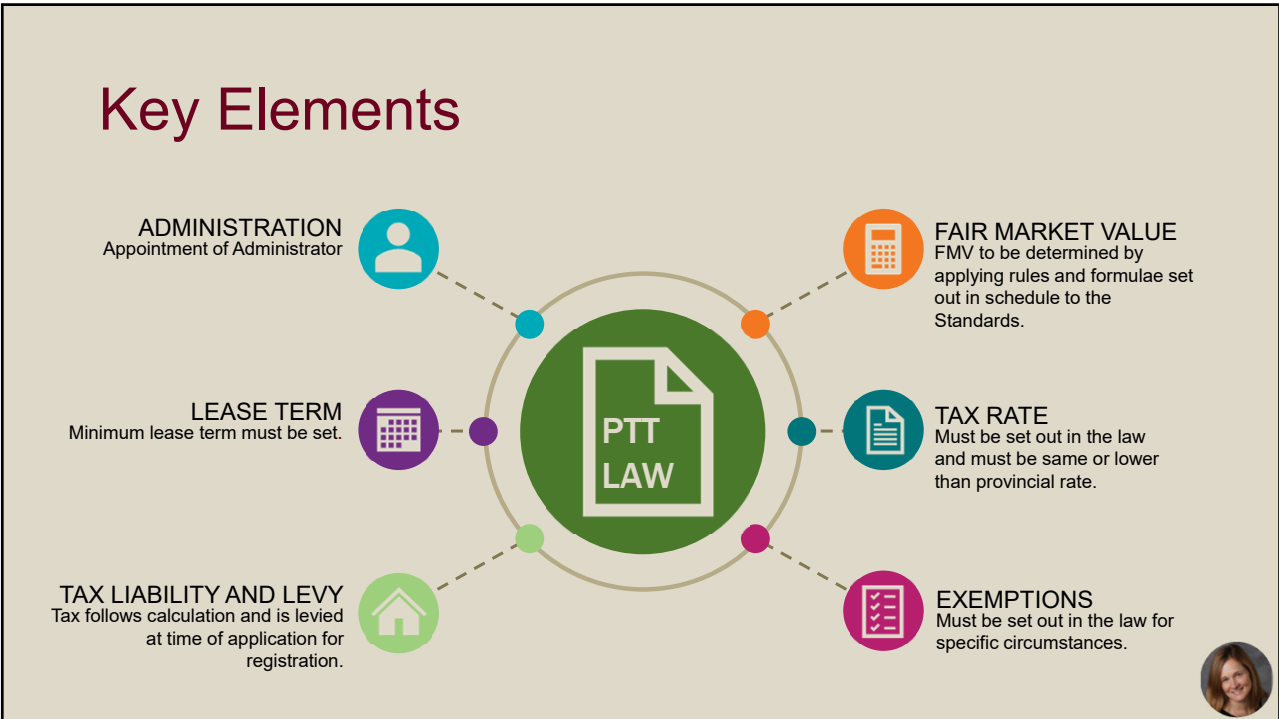 Key Elements
ADMINISTRATION
Appointment of Administrator
LEASE TERM
Minimum lease term must be set.
TAX LIABILITY AND LEVY
Tax follows calculation and is levied
at time of application for
registration.
PTT
LAW
FAIR MARKET VALUE
FMV to be determined by
applying rules and formulae set
out in schedule to the
Standards.
TAX RATE
Must be set out in the law
and must be same or lower
than provincial rate.
EXEMPTIONS
Must be set out in the law for
specific circumstances.